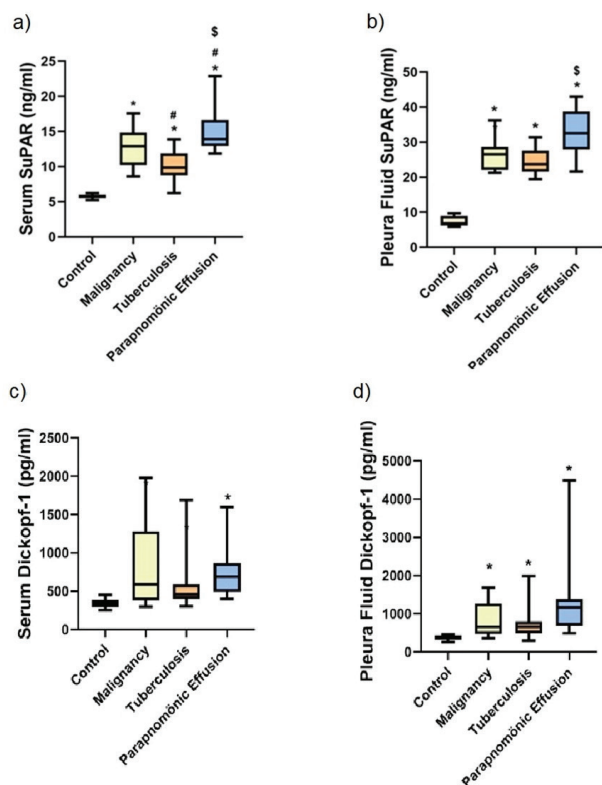 a)
Serum SuPAR (ng/ml)
25
20
15
10
5
0
*
#
*
$
#
*
Control
Malignancy
Tuberculosis
Parapnomönic Effusion
b)
Pleura Fluid SuPAR (ng/ml)
50
40
30
20
10
0
*
*
$
*
Control
Malignancy
Tuberculosis
Parapnomönic Effusion
c)
Serum Dickopf-1 (pg/ml)
2500
2000
1500
1000
500
0
*
Control
Malignancy
Tuberculosis
Parapnomönic Effusion
d)
Pleura Fluid Dickopf-1 (pg/ml)
5000
4000
3000
2000
1000
0
*
*
*
Control
Malignancy
Tuberculosis
Parapnomönic Effusion